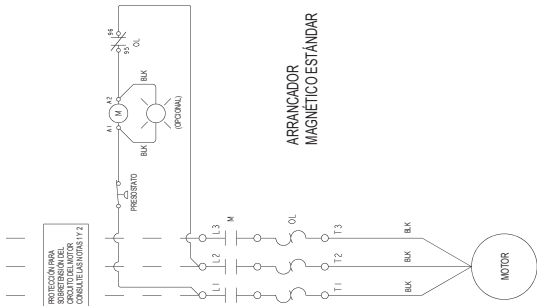 96
95
OL
A2
M
A1
BLK
BLK
(OPCIONAL)
PRESOSTATO
ARRANCADOR
MAGNÉTICO ESTÁNDAR
PROTECCIÓN PARA
SOBRETENSIÓN DEL
CIRCUITO DEL MOTOR
CONSULTE LAS NOTAS 1 Y 2
L1
L2
L3
M
OL
T1
T2
T3
BLK
BLK
BLK
MOTOR